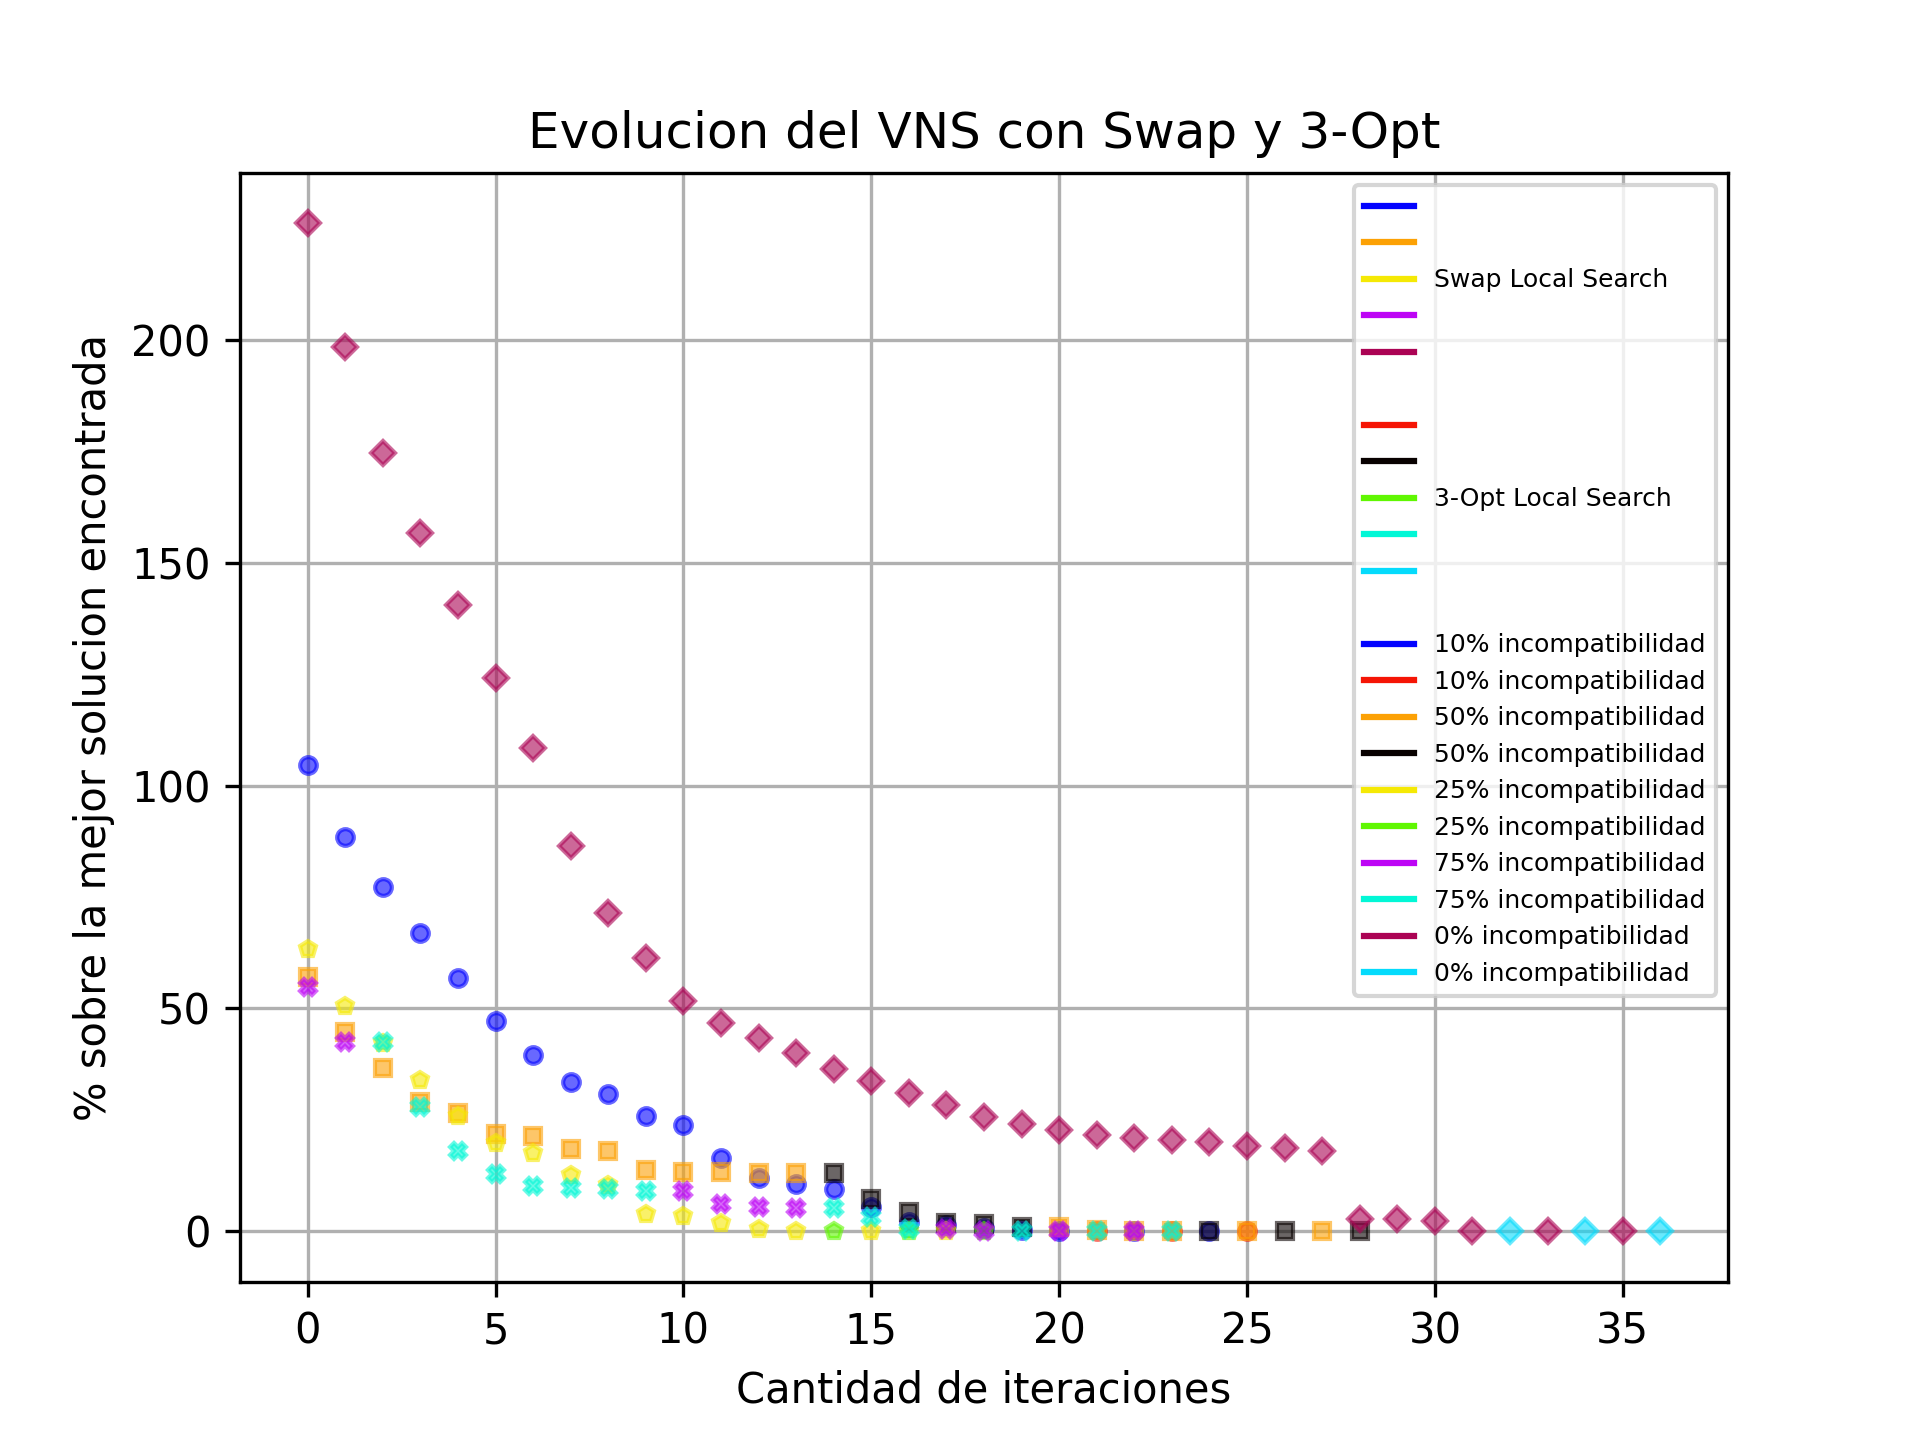 Evolucion del VNS con Swap y 3-Opt
% sobre la mejor solucion encontrada
200
150
100
50
0
0 5 10 15 20 25 30 35
Cantidad de iteraciones
Swap Local Search
3-Opt Local Search
10% incompatibilidad
10% incompatibilidad
50% incompatibilidad
50% incompatibilidad
25% incompatibilidad
25% incompatibilidad
75% incompatibilidad
75% incompatibilidad
0% incompatibilidad
0% incompatibilidad